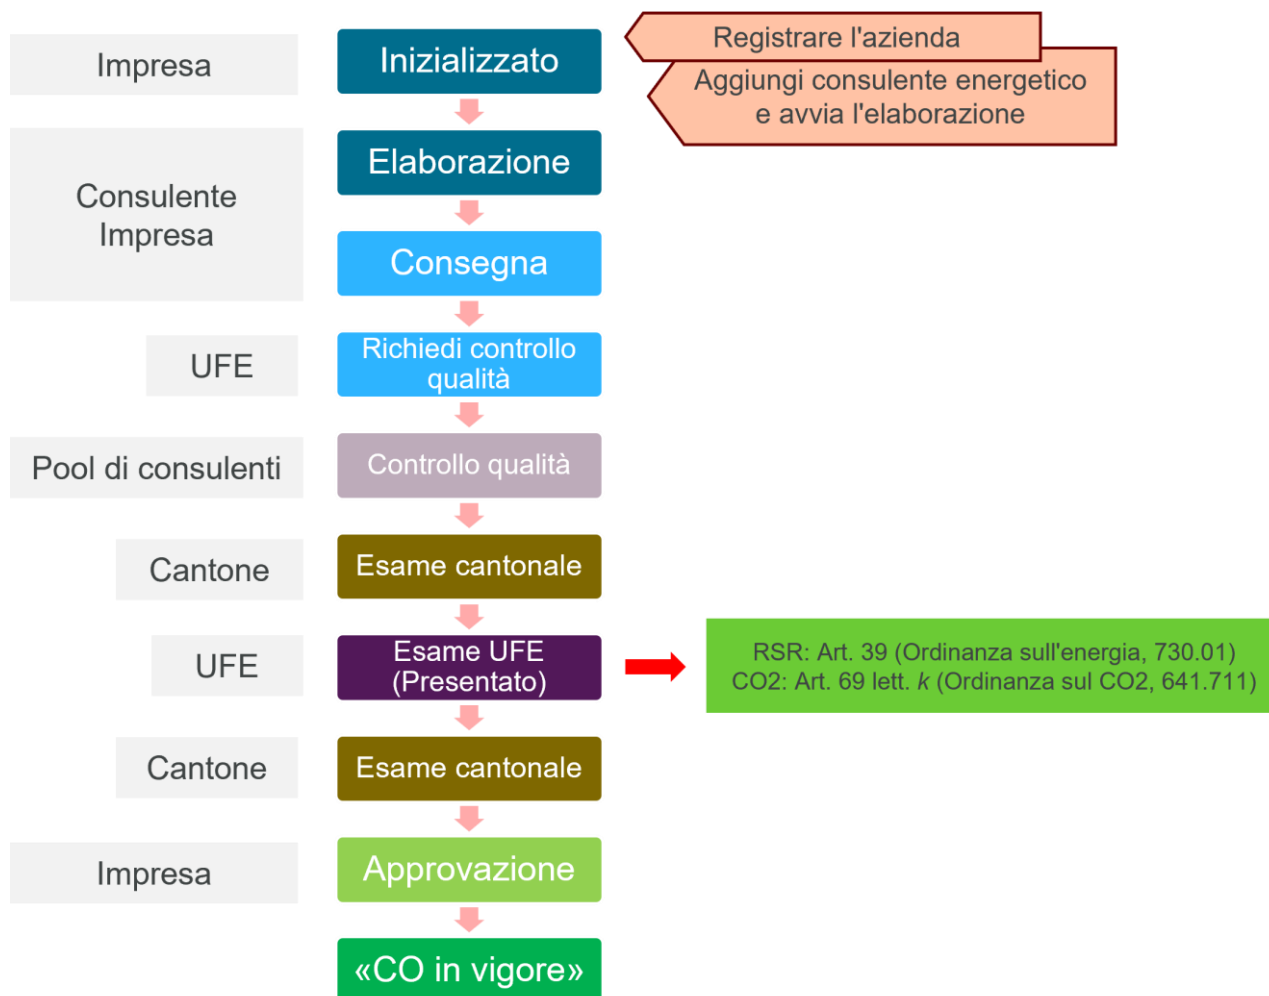 Impresa
Inizializzato
Registrare l'azienda
Aggiungi consulente energetico
e avvia l'elaborazione
Consulente
Impresa
Elaborazione
Consegna
UFE
Richiedi controllo
qualità
Pool di consulenti
Controllo qualità
Cantone
Esame cantonale
UFE
Esame UFE
(Presentato)
RSR: Art. 39 (Ordinanza sull'energia, 730.01)
CO2: Art. 69 lett. k (Ordinanza sul CO2, 641.711)
Cantone
Esame cantonale
Impresa
Approvazione
«CO in vigore»